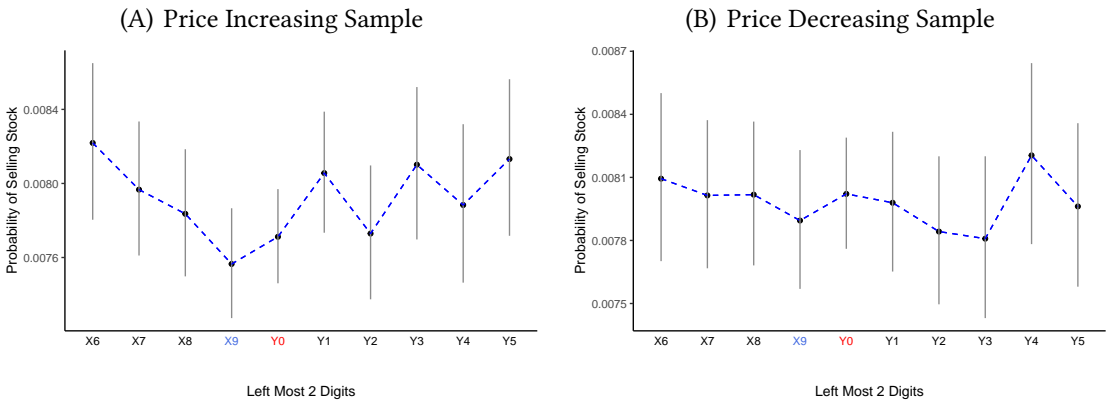 (A) Price Increasing Sample
Probability of Selling Stock
0.0084
0.0080
0.0076
X6 X7 X8 X9 Y0 Y1 Y2 Y3 Y4 Y5
Left Most 2 Digits
(B) Price Decreasing Sample
Probability of Selling Stock
0.0087
0.0084
0.0081
0.0078
0.0075
X6 X7 X8 X9 Y0 Y1 Y2 Y3 Y4 Y5
Left Most 2 Digits